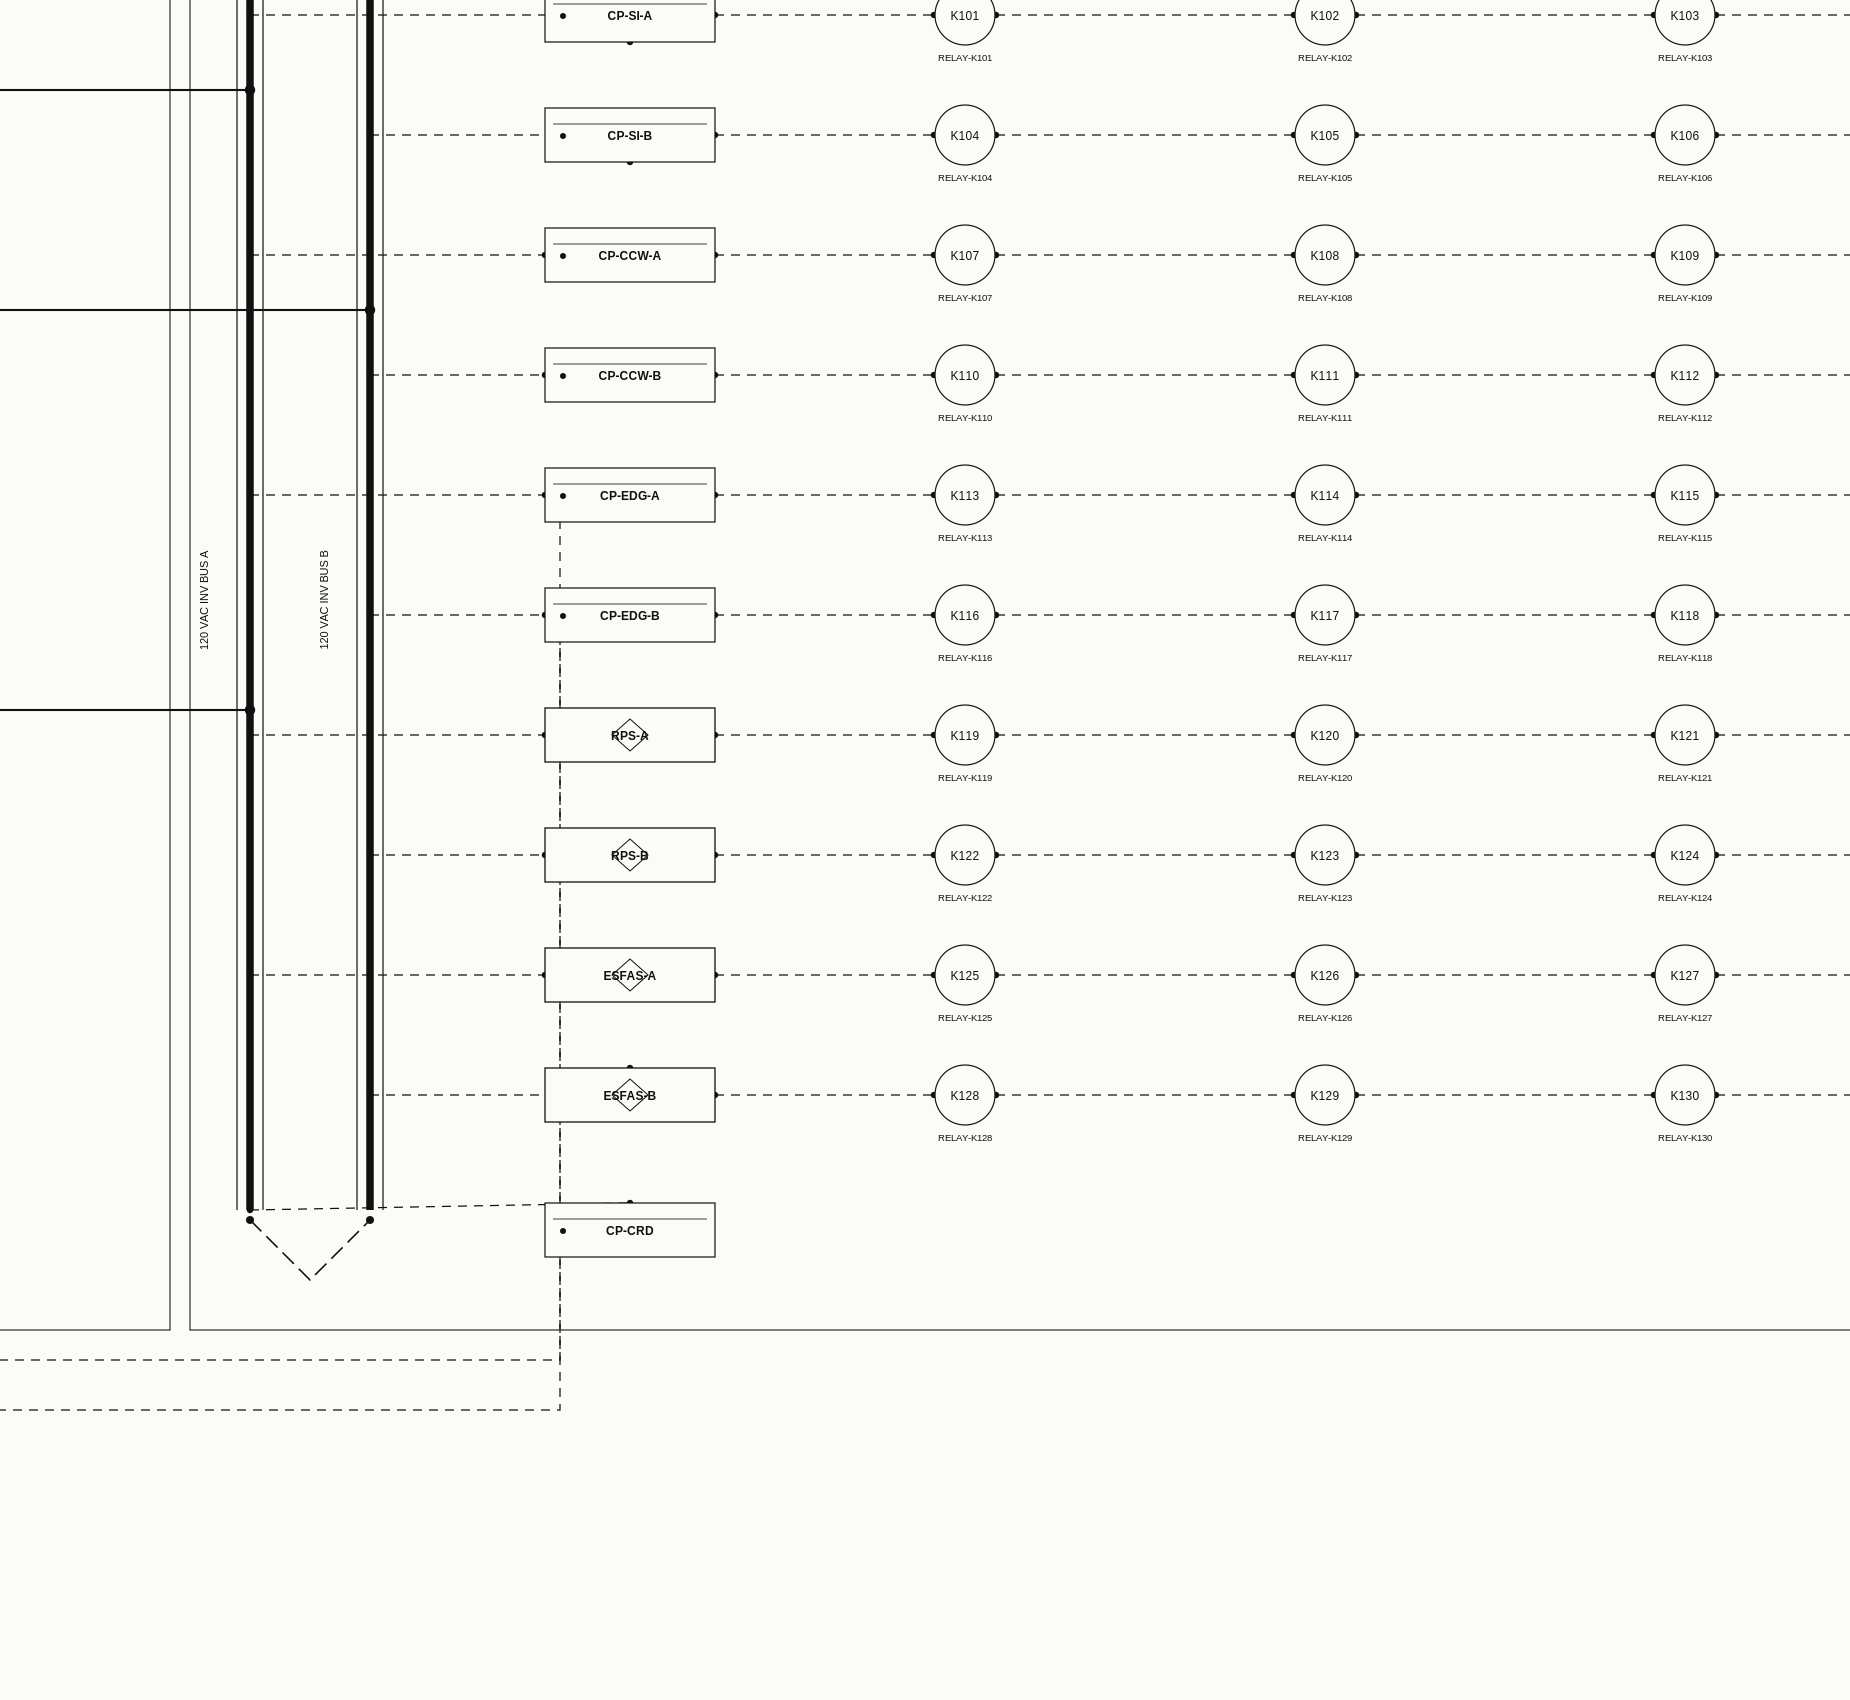 CP-SI-A K101 K102 K103
RELAY-K101 RELAY-K102 RELAY-K103
CP-SI-B K104 K105 K106
RELAY-K104 RELAY-K105 RELAY-K106
CP-CCW-A K107 K108 K109
RELAY-K107 RELAY-K108 RELAY-K109
CP-CCW-B K110 K111 K112
RELAY-K110 RELAY-K111 RELAY-K112
CP-EDG-A K113 K114 K115
RELAY-K113 RELAY-K114 RELAY-K115
120 VAC INV BUS A
120 VAC INV BUS B
CP-EDG-B K116 K117 K118
RELAY-K116 RELAY-K117 RELAY-K118
RPS-A K119 K120 K121
RELAY-K119 RELAY-K120 RELAY-K121
RPS-B K122 K123 K124
RELAY-K122 RELAY-K123 RELAY-K124
ESFAS-A K125 K126 K127
RELAY-K125 RELAY-K126 RELAY-K127
ESFAS-B K128 K129 K130
RELAY-K128 RELAY-K129 RELAY-K130
CP-CRD